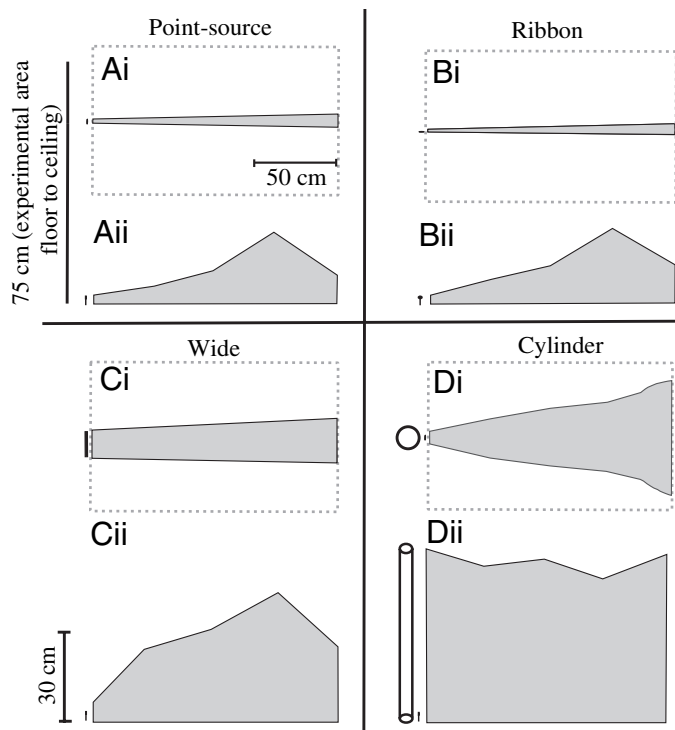 Point-source
Ribbon
75 cm (experimental area
floor to ceiling)
Ai
50 cm
Aii
Bi
Bii
Wide
Cylinder
Ci
Cii
30 cm
Di
Dii